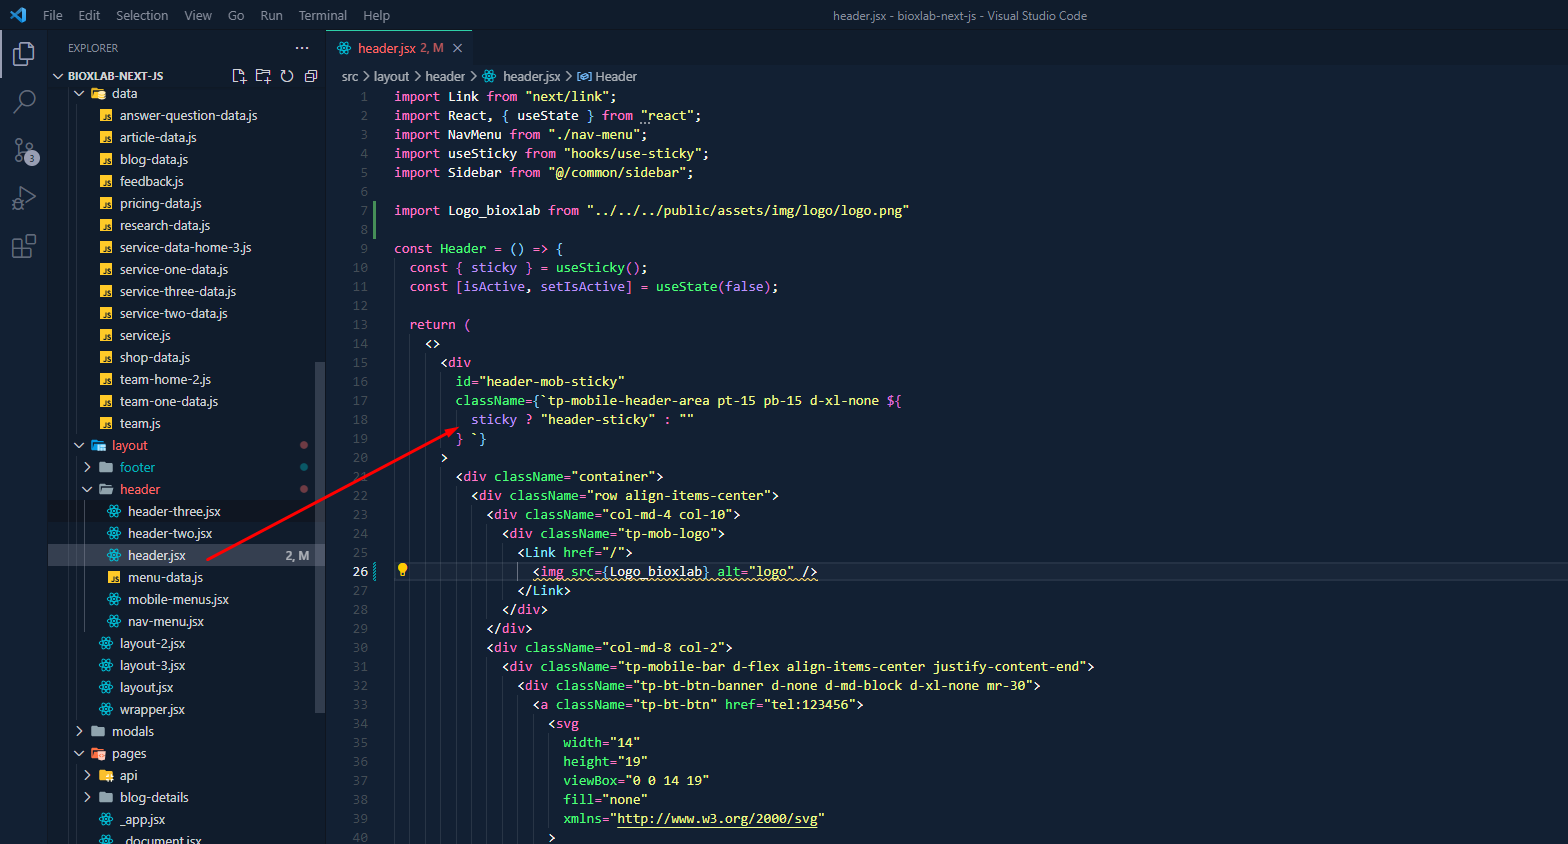 File Edit Selection View Go Run Terminal Help
header.jsx - bioxlab-next-js - Visual Studio Code
EXPLORER
BIOXLAB-NEXT-JS
data
answer-question-data.js
article-data.js
blog-data.js
feedback.js
pricing-data.js
research-data.js
service-data-home-3.js
service-one-data.js
service-three-data.js
service-two-data.js
service.js
shop-data.js
team-home-2.js
team-one-data.js
team.js
layout
footer
header
header-three.jsx
header-two.jsx
header.jsx 2, M
menu-data.js
mobile-menus.jsx
nav-menu.jsx
layout-2.jsx
layout-3.jsx
layout.jsx
wrapper.jsx
modals
pages
api
blog-details
_app.jsx
_document.jsx
3
header.jsx 2, M
src > layout > header > header.jsx > Header
1 import Link from "next/link";
2 import React, { useState } from "react";
3 import NavMenu from "./nav-menu";
4 import useSticky from "hooks/use-sticky";
5 import Sidebar from "@/common/sidebar";
6
7 import Logo_bioxlab from "../../../public/assets/img/logo/logo.png"
8
9 const Header = () => {
10 const { sticky } = useSticky();
11 const [isActive, setIsActive] = useState(false);
12
13 return (
14 <>
15 <div
16 id="header-mob-sticky"
17 className={`tp-mobile-header-area pt-15 pb-15 d-xl-none ${
18 sticky ? "header-sticky" : ""
19 } `}
20 >
21 <div className="container">
22 <div className="row align-items-center">
23 <div className="col-md-4 col-10">
24 <div className="tp-mob-logo">
25 <Link href="/">
26 <img src={Logo_bioxlab} alt="logo" />
27 </Link>
28 </div>
29 </div>
30 <div className="col-md-8 col-2">
31 <div className="tp-mobile-bar d-flex align-items-center justify-content-end">
32 <div className="tp-bt-btn-banner d-none d-md-block d-xl-none mr-30">
33 <a className="tp-bt-btn" href="tel:123456">
34 <svg
35 width="14"
36 height="19"
37 viewBox="0 0 14 19"
38 fill="none"
39 xmlns="http://www.w3.org/2000/svg"
40 >